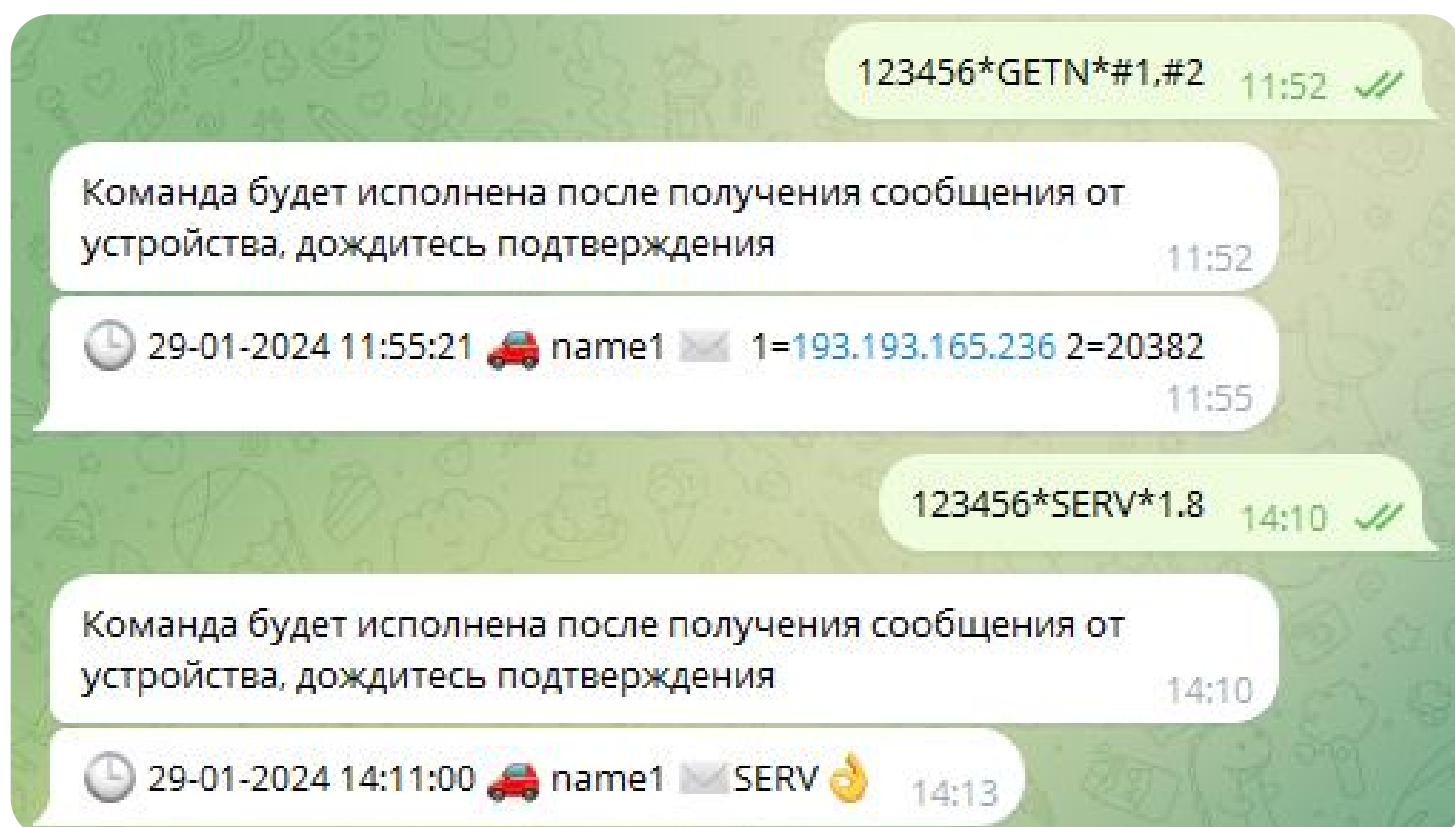 123456*GETN*#1,#2 11:52
Команда будет исполнена после получения сообщения от
устройства, дождитесь подтверждения 11:52
29-01-2024 11:55:21 name1 1=193.193.165.236 2=20382
11:55
123456*SERV*1.8 14:10
Команда будет исполнена после получения сообщения от
устройства, дождитесь подтверждения 14:10
29-01-2024 14:11:00 name1 SERV 14:13